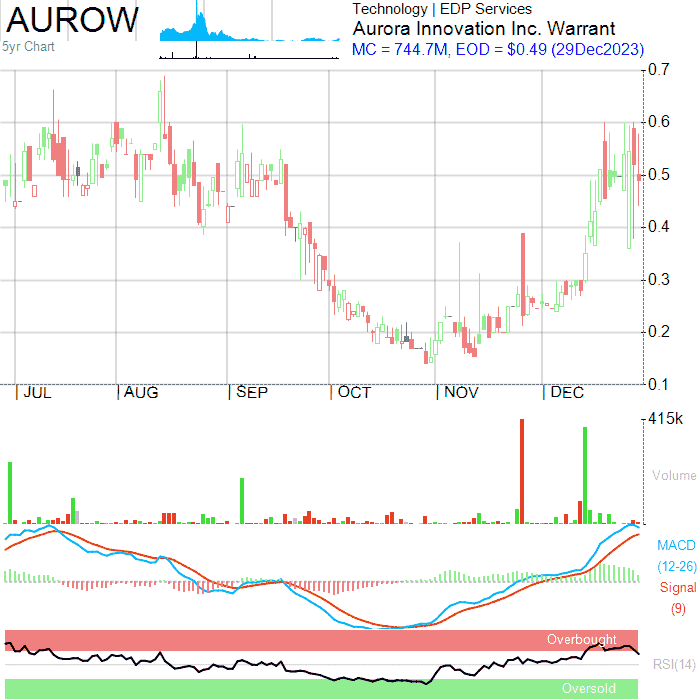 AUROW
5yr Chart
Technology | EDP Services
Aurora Innovation Inc. Warrant
MC = 744.7M, EOD = $0.49 (29Dec2023)
0.7
0.6
0.5
0.4
0.3
0.2
0.1
JUL AUG SEP OCT NOV DEC
415k
Volume
MACD
(12-26)
Signal
(9)
Overbought
RSI(14)
Oversold